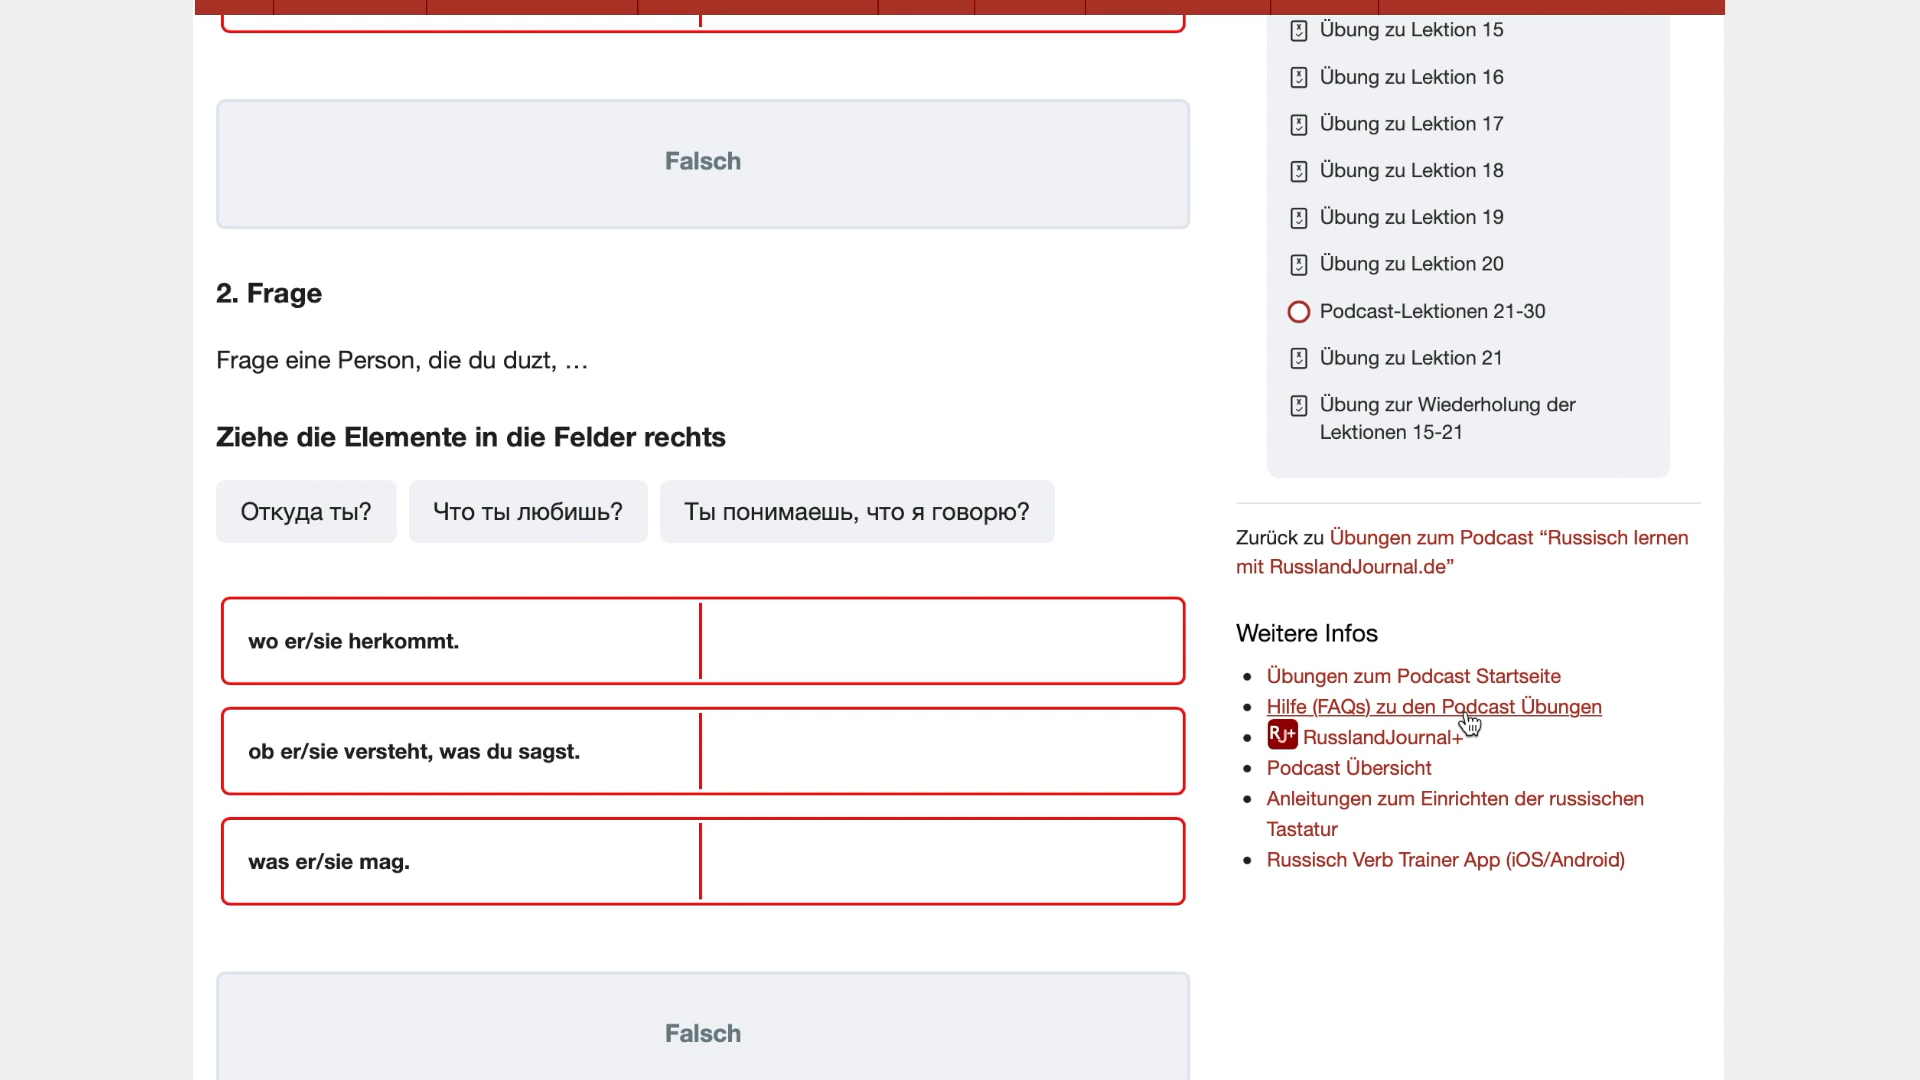 Falsch
2. Frage
Frage eine Person, die du duzt, …
Ziehe die Elemente in die Felder rechts
Откуда ты?
Что ты любишь?
Ты понимаешь, что я говорю?
wo er/sie herkommt.
ob er/sie versteht, was du sagst.
was er/sie mag.
Falsch
Übung zu Lektion 15
Übung zu Lektion 16
Übung zu Lektion 17
Übung zu Lektion 18
Übung zu Lektion 19
Übung zu Lektion 20
Podcast-Lektionen 21-30
Übung zu Lektion 21
Übung zur Wiederholung der
Lektionen 15-21
Zurück zu Übungen zum Podcast “Russisch lernen
mit RusslandJournal.de”
Weitere Infos
Übungen zum Podcast Startseite
Hilfe (FAQs) zu den Podcast Übungen
RJ+ RusslandJournal+
Podcast Übersicht
Anleitungen zum Einrichten der russischen
Tastatur
Russisch Verb Trainer App (iOS/Android)